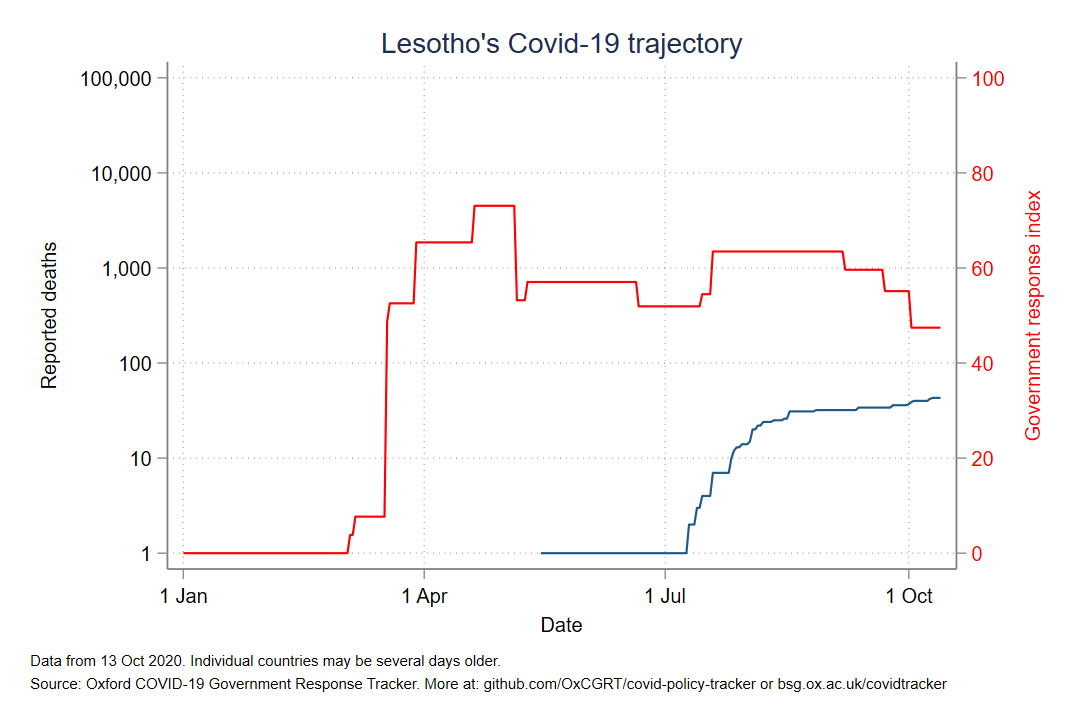 Lesotho's Covid-19 trajectory
100,000
10,000
1,000
100
10
1
Reported deaths
100
80
60
40
20
0
Government response index
1 Jan
1 Apr
1 Jul
1 Oct
Date
Data from 13 Oct 2020. Individual countries may be several days older.
Source: Oxford COVID-19 Government Response Tracker. More at: github.com/OxCGRT/covid-policy-tracker or bsg.ox.ac.uk/covidtracker